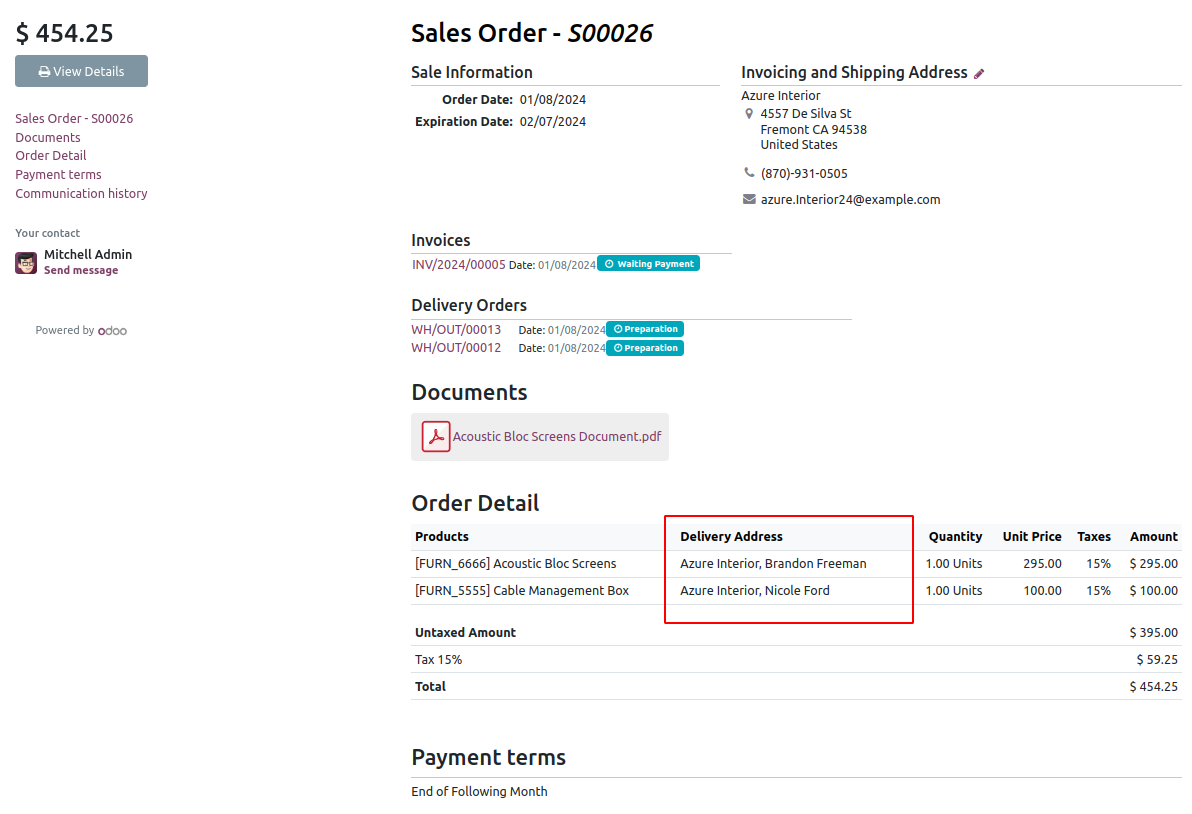 $ 454.25
View Details
Sales Order - S00026
Documents
Order Detail
Payment terms
Communication history
Your contact
Mitchell Admin
Send message
Powered by odoo
Sales Order - S00026
Sale Information
Order Date: 01/08/2024
Expiration Date: 02/07/2024
Invoicing and Shipping Address
Azure Interior
4557 De Silva St
Fremont CA 94538
United States
(870)-931-0505
azure.Interior24@example.com
Invoices
INV/2024/00005 Date: 01/08/2024 Waiting Payment
Delivery Orders
WH/OUT/00013 Date: 01/08/2024 Preparation
WH/OUT/00012 Date: 01/08/2024 Preparation
Documents
Acoustic Bloc Screens Document.pdf
Order Detail
Products Delivery Address Quantity Unit Price Taxes Amount
[FURN_6666] Acoustic Bloc Screens Azure Interior, Brandon Freeman 1.00 Units 295.00 15% $ 295.00
[FURN_5555] Cable Management Box Azure Interior, Nicole Ford 1.00 Units 100.00 15% $ 100.00
Untaxed Amount $ 395.00
Tax 15% $ 59.25
Total $ 454.25
Payment terms
End of Following Month